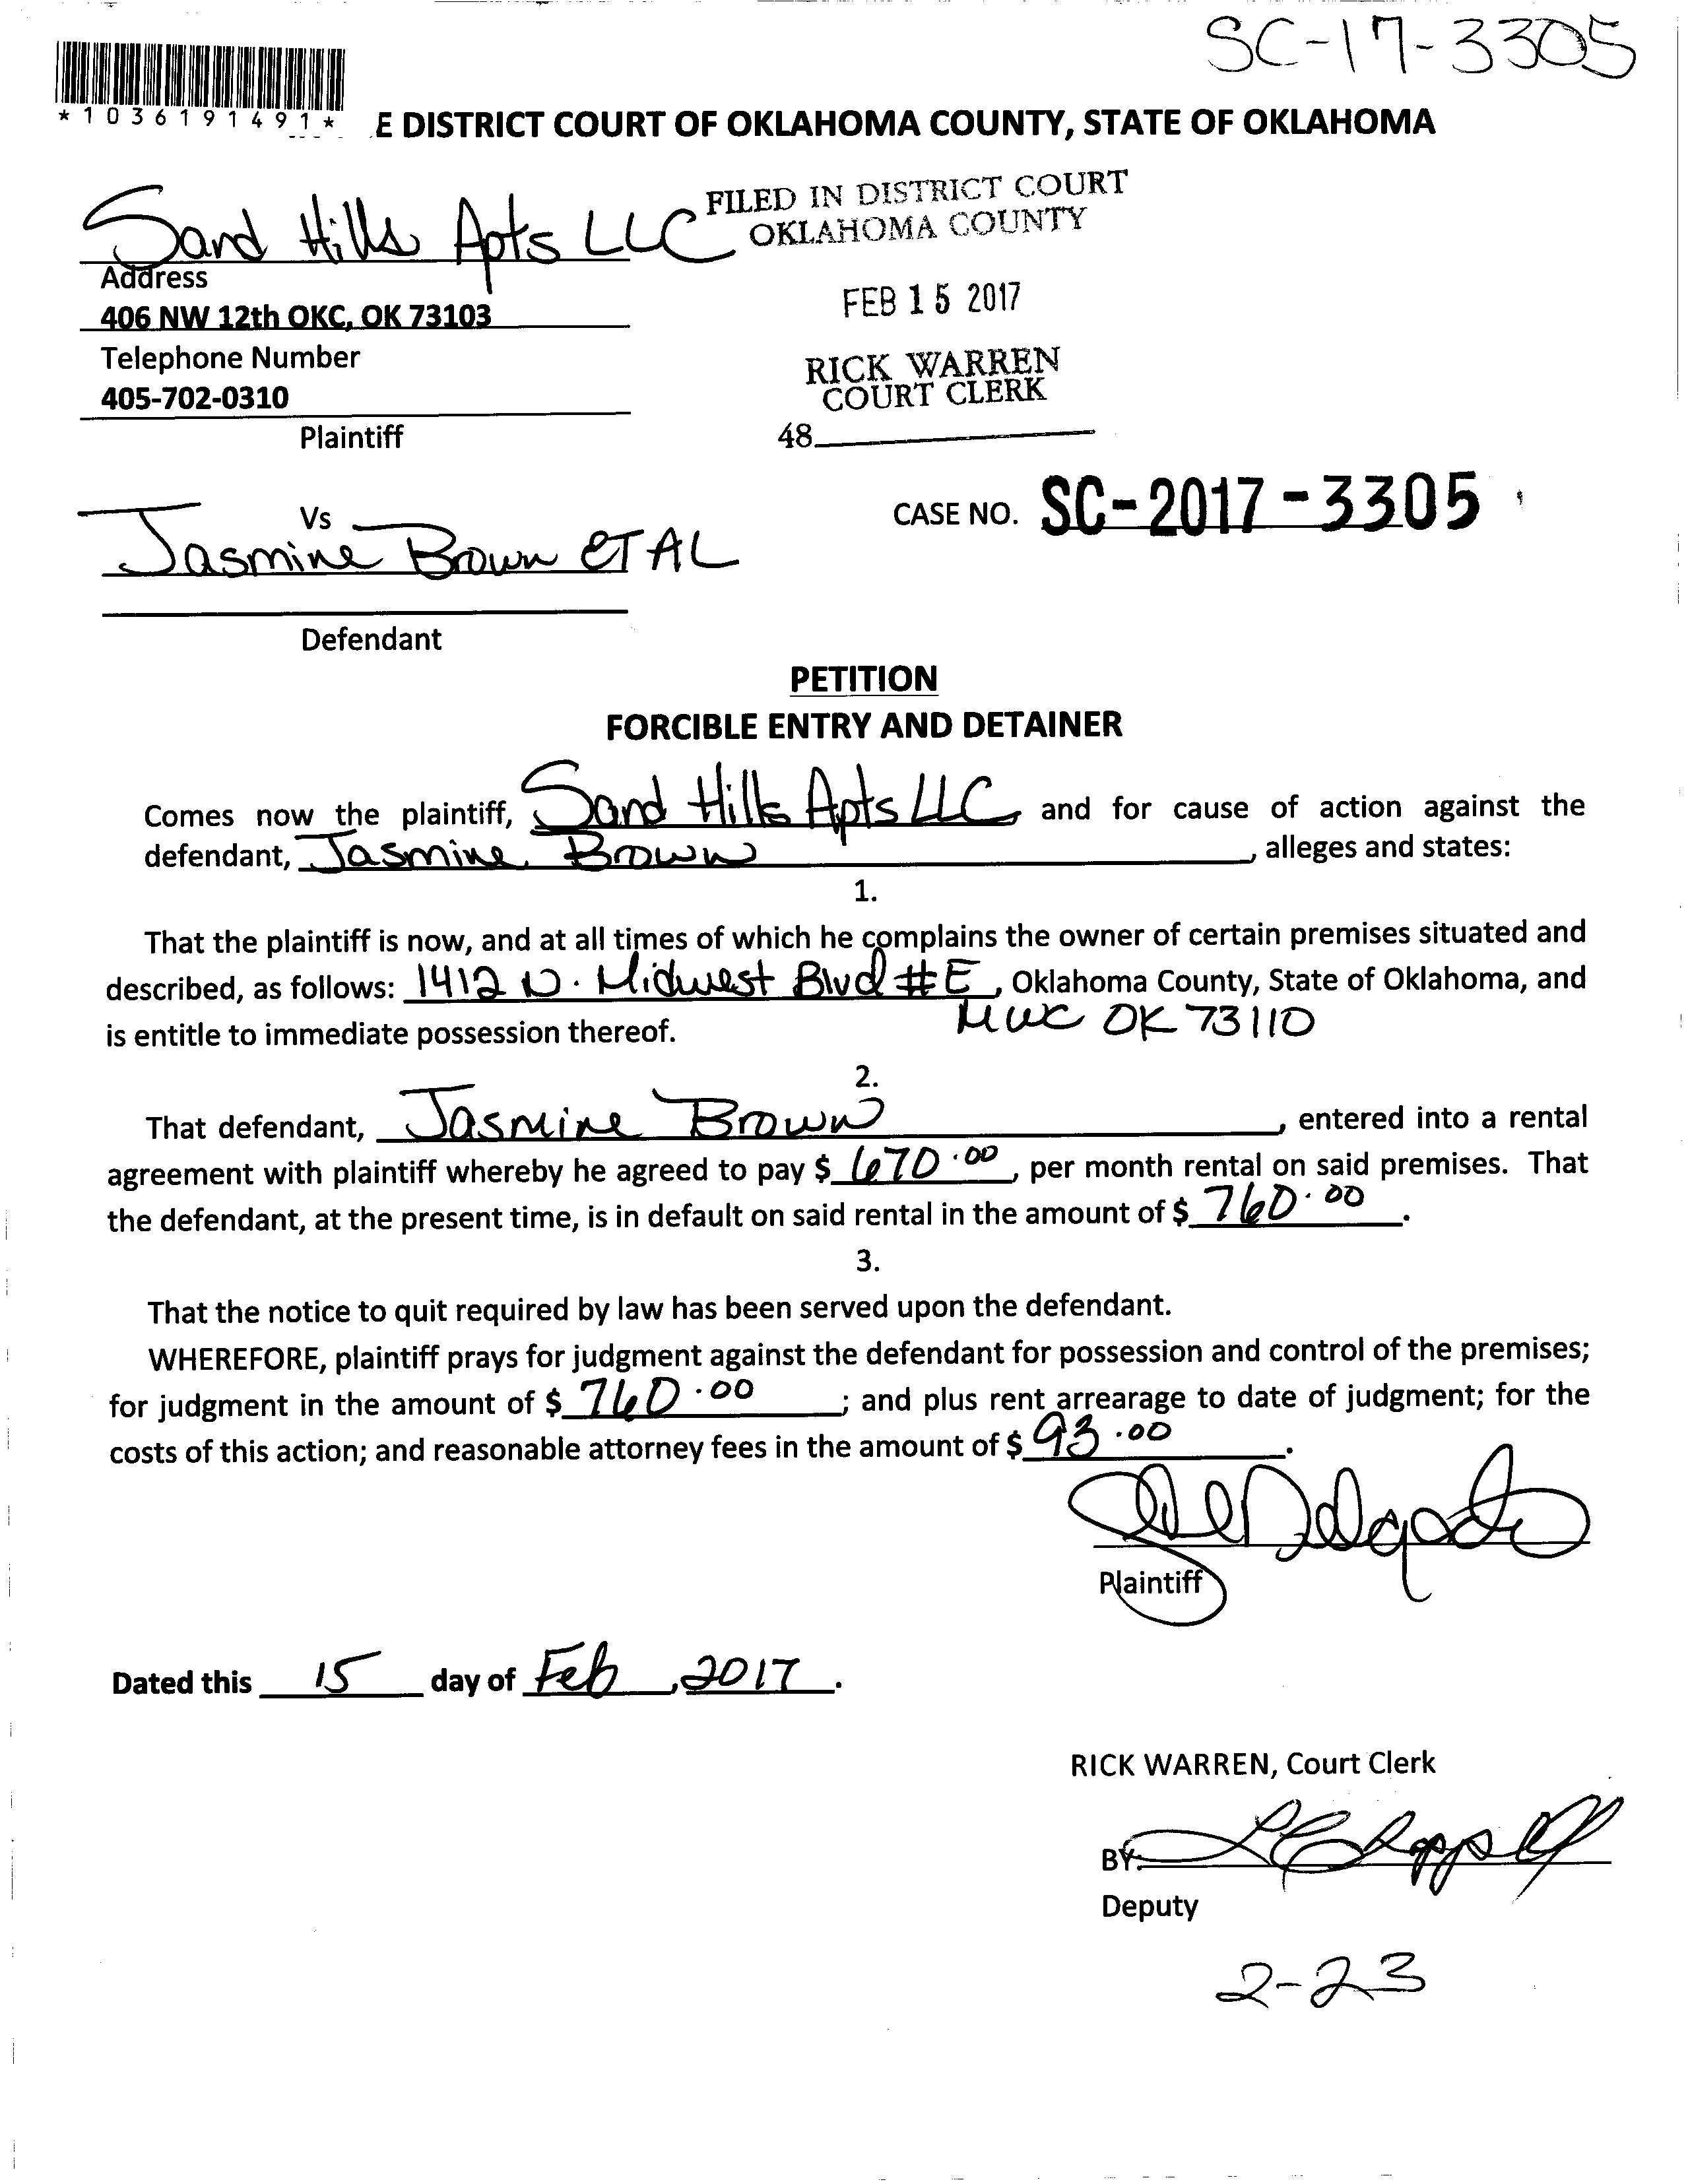 SC-17-3305
*1036191491*
E DISTRICT COURT OF OKLAHOMA COUNTY, STATE OF OKLAHOMA
Sand Hills Apts LLC
FILED IN DISTRICT COURT
OKLAHOMA COUNTY
Address
406 NW 12th OKC, OK 73103
FEB 15 2017
Telephone Number
405-702-0310
RICK WARREN
COURT CLERK
Plaintiff
48
Vs
CASE NO. SC-2017-3305
Jasmine Brown ET AL
Defendant
PETITION
FORCIBLE ENTRY AND DETAINER
Comes now the plaintiff, Sand Hills Apts LLC and for cause of action against the
defendant, Jasmine Brown, alleges and states:
1.
That the plaintiff is now, and at all times of which he complains the owner of certain premises situated and
described, as follows: 1412 N. Midwest Blvd #E, Oklahoma County, State of Oklahoma, and
MWC OK 73110
is entitle to immediate possession thereof.
2.
That defendant, Jasmine Brown, entered into a rental
agreement with plaintiff whereby he agreed to pay $ 670.00, per month rental on said premises. That
the defendant, at the present time, is in default on said rental in the amount of $ 760.00.
3.
That the notice to quit required by law has been served upon the defendant.
WHEREFORE, plaintiff prays for judgment against the defendant for possession and control of the premises;
for judgment in the amount of $ 760.00; and plus rent arrearage to date of judgment; for the
costs of this action; and reasonable attorney fees in the amount of $ 93.00.
Plaintiff
Dated this 15 day of Feb, 2017.
RICK WARREN, Court Clerk
BY:
Deputy
2-23